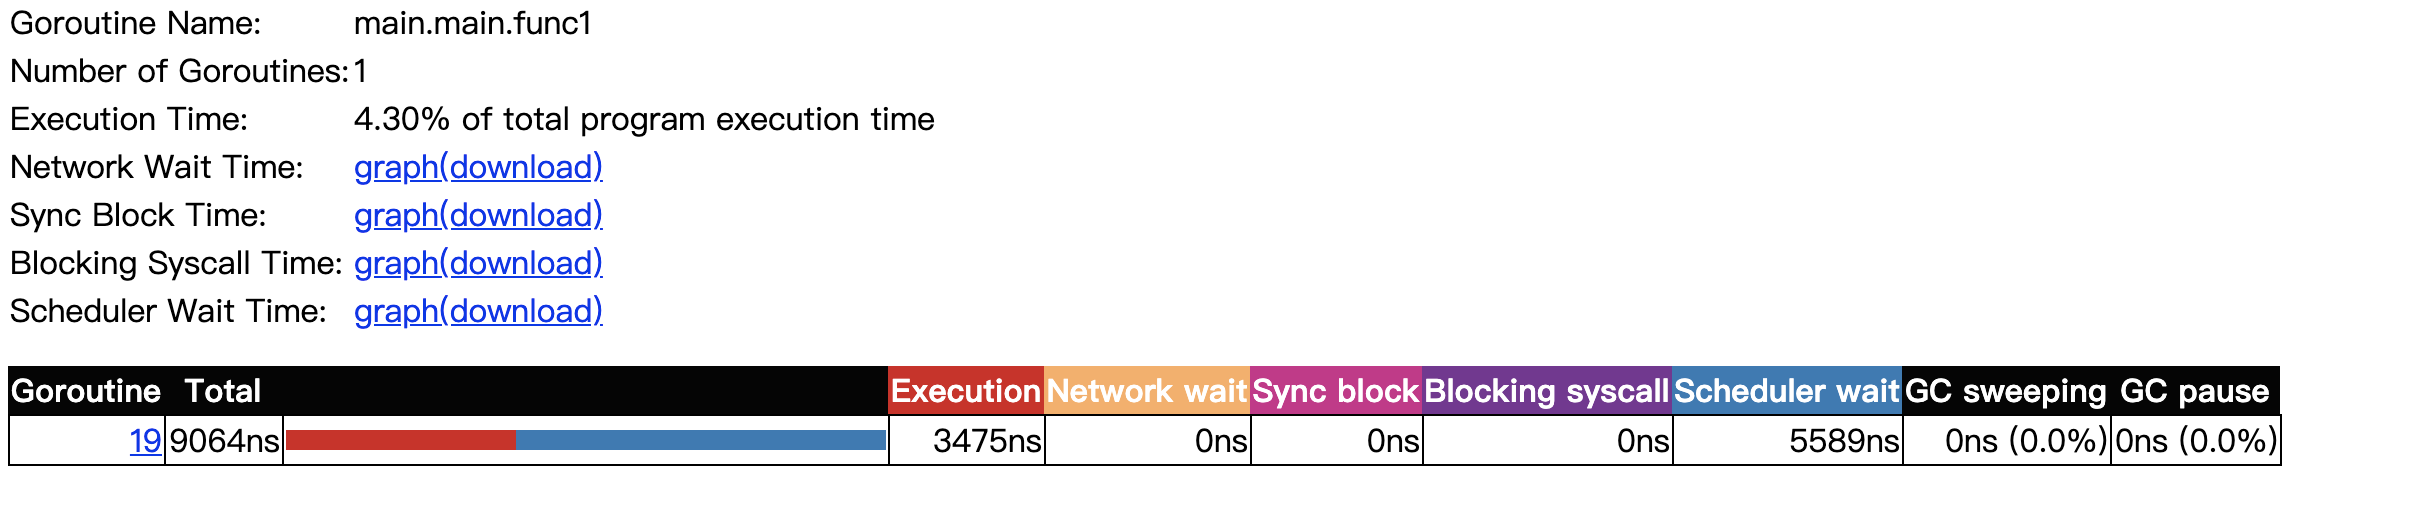 Goroutine Name: main.main.func1
Number of Goroutines: 1
Execution Time: 4.30% of total program execution time
Network Wait Time: graph(download)
Sync Block Time: graph(download)
Blocking Syscall Time: graph(download)
Scheduler Wait Time: graph(download)
Goroutine Total Execution Network wait Sync block Blocking syscall Scheduler wait GC sweeping GC pause
19 9064ns 3475ns 0ns 0ns 0ns 5589ns 0ns (0.0%) 0ns (0.0%)